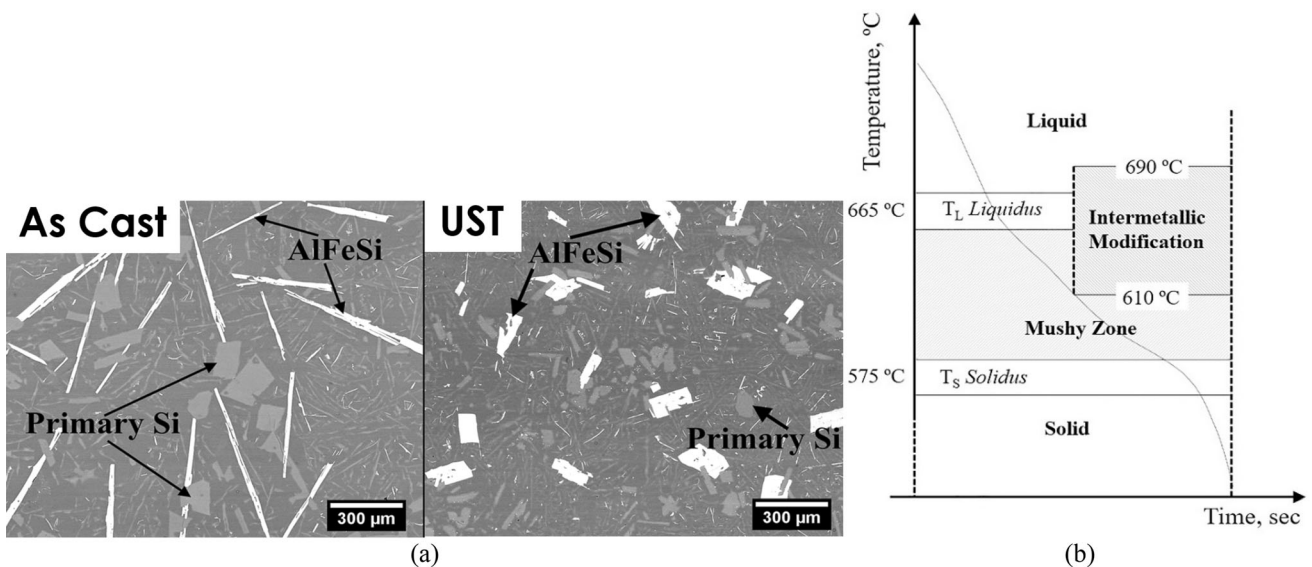 As Cast
AlFeSi
Primary Si
300 µm
UST
AlFeSi
Primary Si
300 µm
(a)
Temperature, ºC
Liquid
690 ºC
665 ºC
T_L Liquidus
Intermetallic
Modification
610 ºC
Mushy Zone
575 ºC
T_S Solidus
Solid
Time, sec
(b)